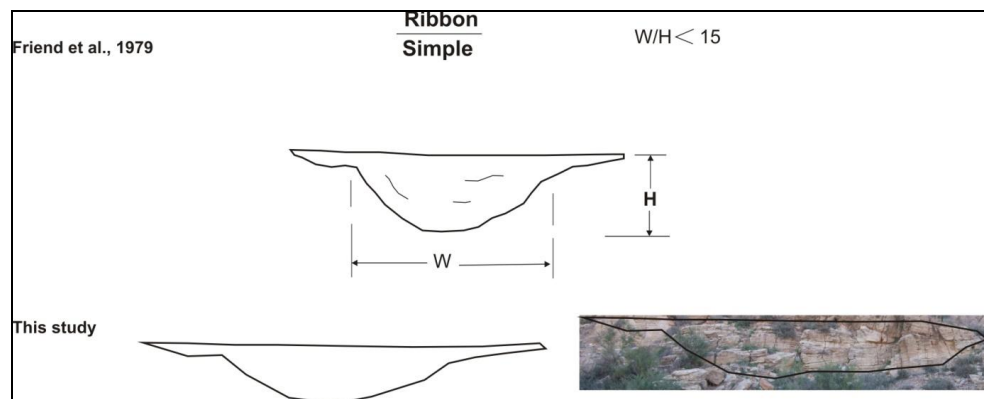 Ribbon
Simple
W/H< 15
Friend et al., 1979
H
W
This study